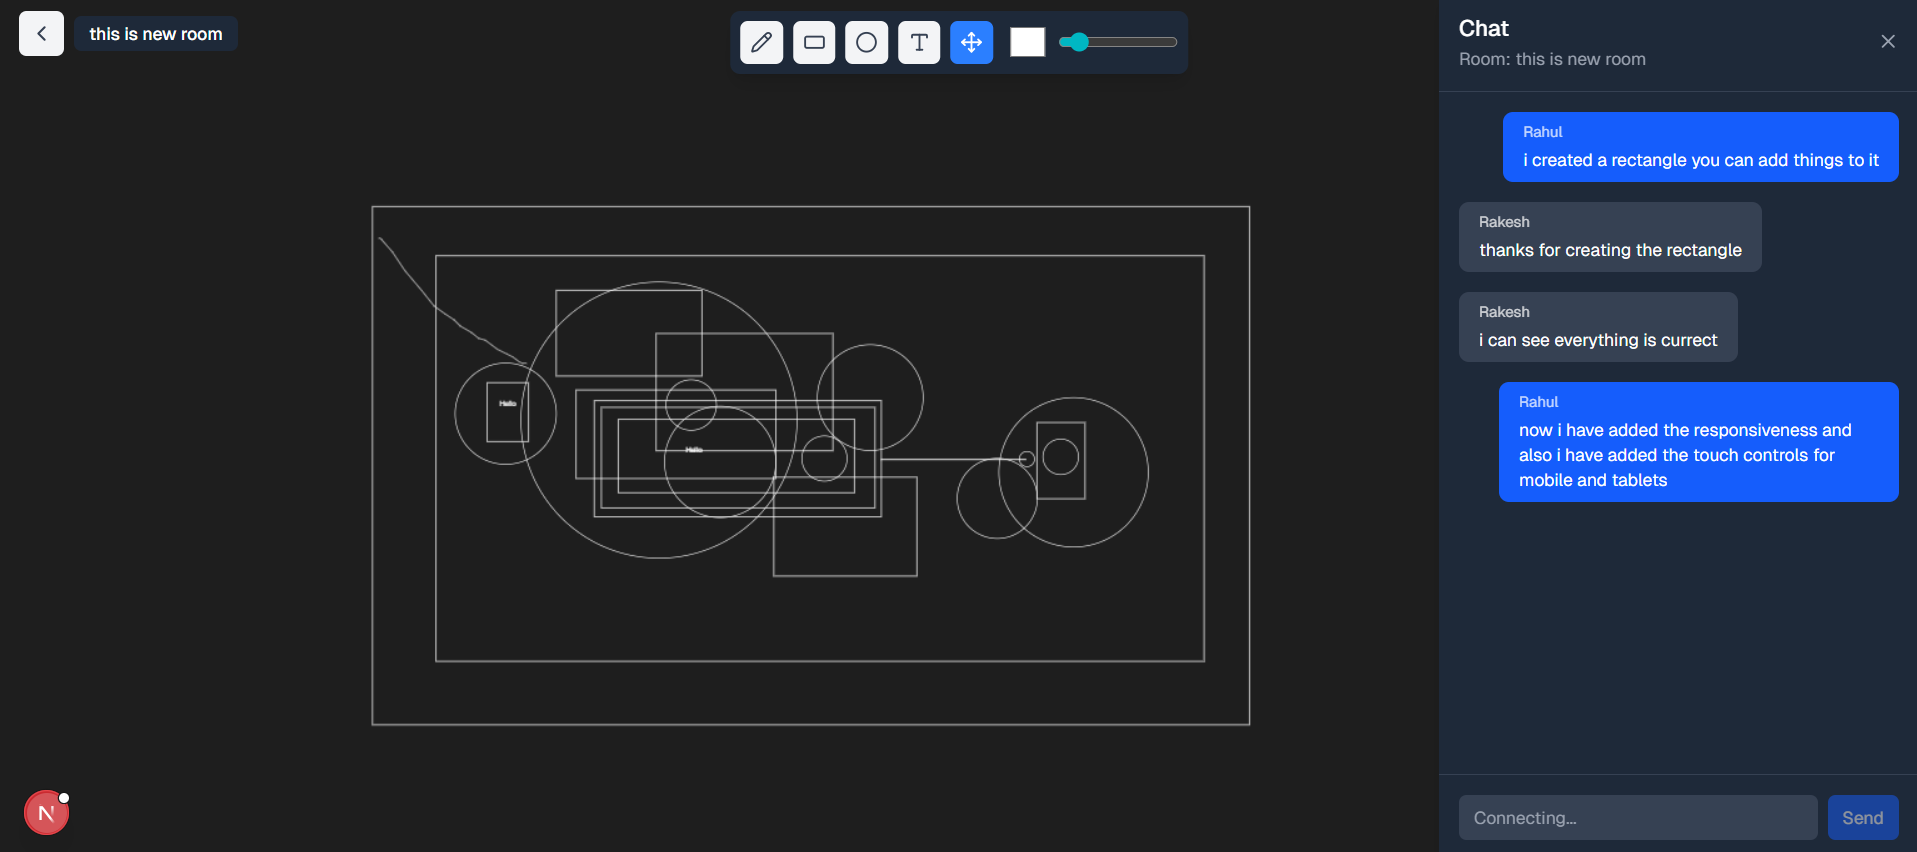 this is new room
T
Chat
Room: this is new room
Rahul
i created a rectangle you can add things to it
Rakesh
thanks for creating the rectangle
Rakesh
i can see everything is currect
Rahul
now i have added the responsiveness and
also i have added the touch controls for
mobile and tablets
Hello
Hello
N
Connecting...
Send